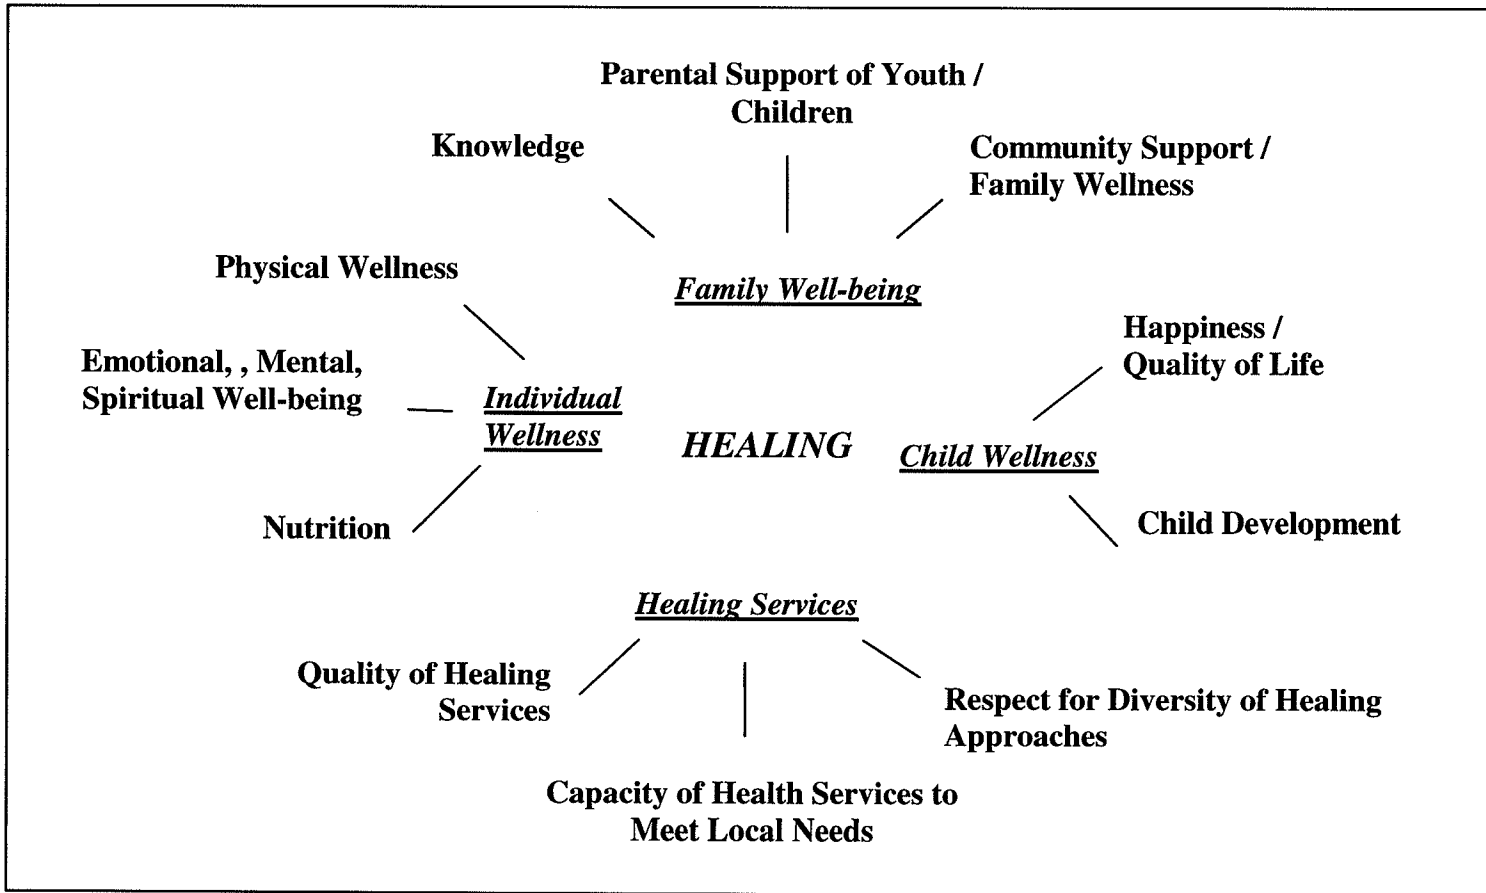 Parental Support of Youth /
Children
Knowledge
Community Support /
Family Wellness
Physical Wellness
Family Well-being
Happiness /
Quality of Life
Emotional, , Mental,
Spiritual Well-being
Individual
Wellness
HEALING
Child Wellness
Nutrition
Child Development
Healing Services
Quality of Healing
Services
Respect for Diversity of Healing
Approaches
Capacity of Health Services to
Meet Local Needs